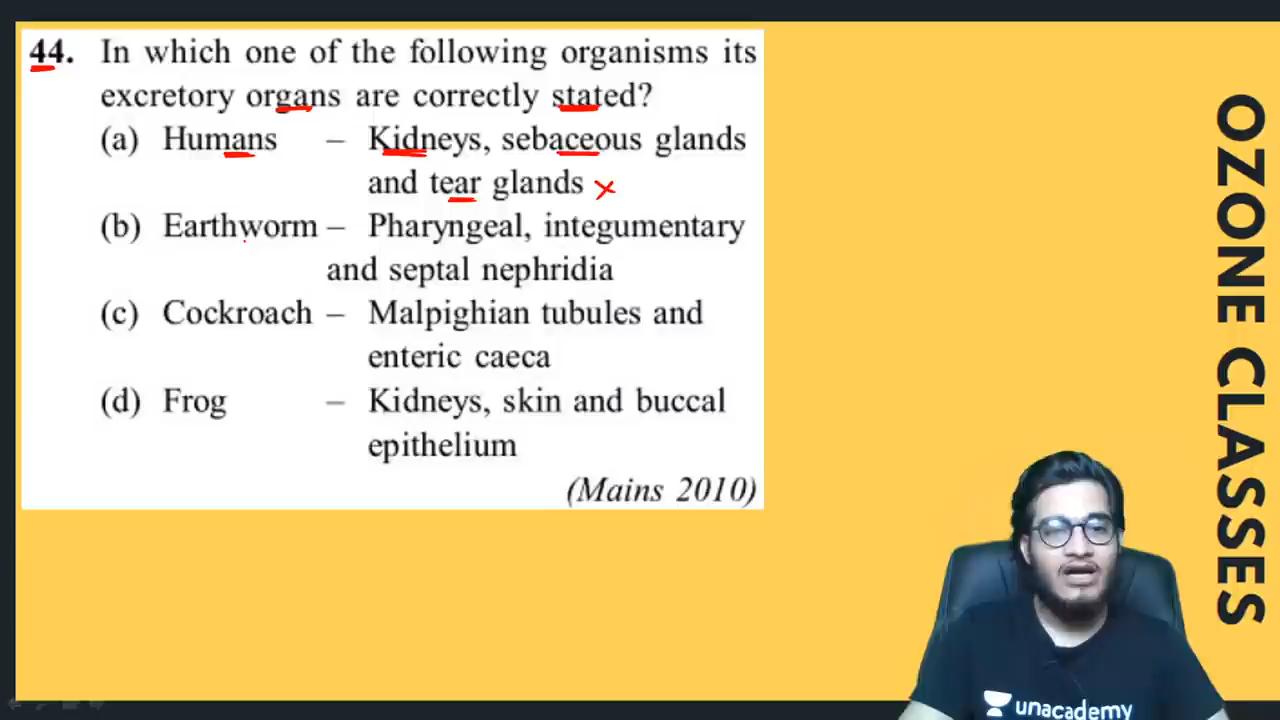 44. In which one of the following organisms its
excretory organs are correctly stated?
(a) Humans – Kidneys, sebaceous glands
and tear glands
(b) Earthworm – Pharyngeal, integumentary
and septal nephridia
(c) Cockroach – Malpighian tubules and
enteric caeca
(d) Frog – Kidneys, skin and buccal
epithelium
(Mains 2010)
OZONE CLASSES
unacademy